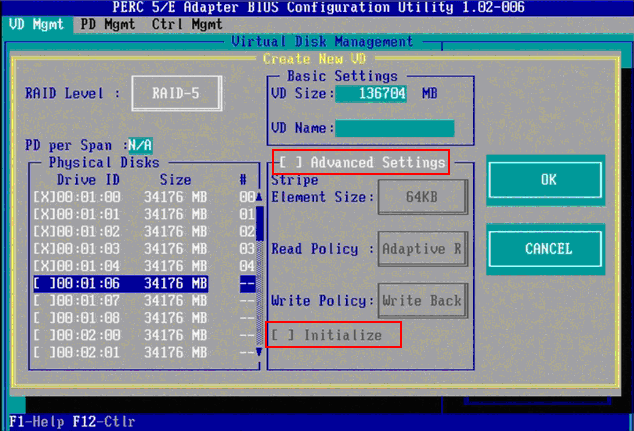 PERC 5/E Adapter BIOS Configuration Utility 1.02-006
VD Mgmt PD Mgmt Ctrl Mgmt
Virtual Disk Management
Create New VD
RAID Level : RAID-5
Basic Settings
VD Size: 136704 MB
VD Name:
PD per Span :N/A
Physical Disks
Drive ID Size #
[X]00:01:00 34176 MB 00
[X]00:01:01 34176 MB 01
[X]00:01:02 34176 MB 02
[X]00:01:03 34176 MB 03
[X]00:01:04 34176 MB 04
[ ]00:01:06 34176 MB --
[ ]00:01:07 34176 MB --
[ ]00:01:08 34176 MB --
[ ]00:02:00 34176 MB --
[ ]00:02:01 34176 MB --
[ ] Advanced Settings
Stripe
Element Size: 64KB
Read Policy : Adaptive R
Write Policy: Write Back
[ ] Initialize
OK
CANCEL
F1-Help F12-Ctlr